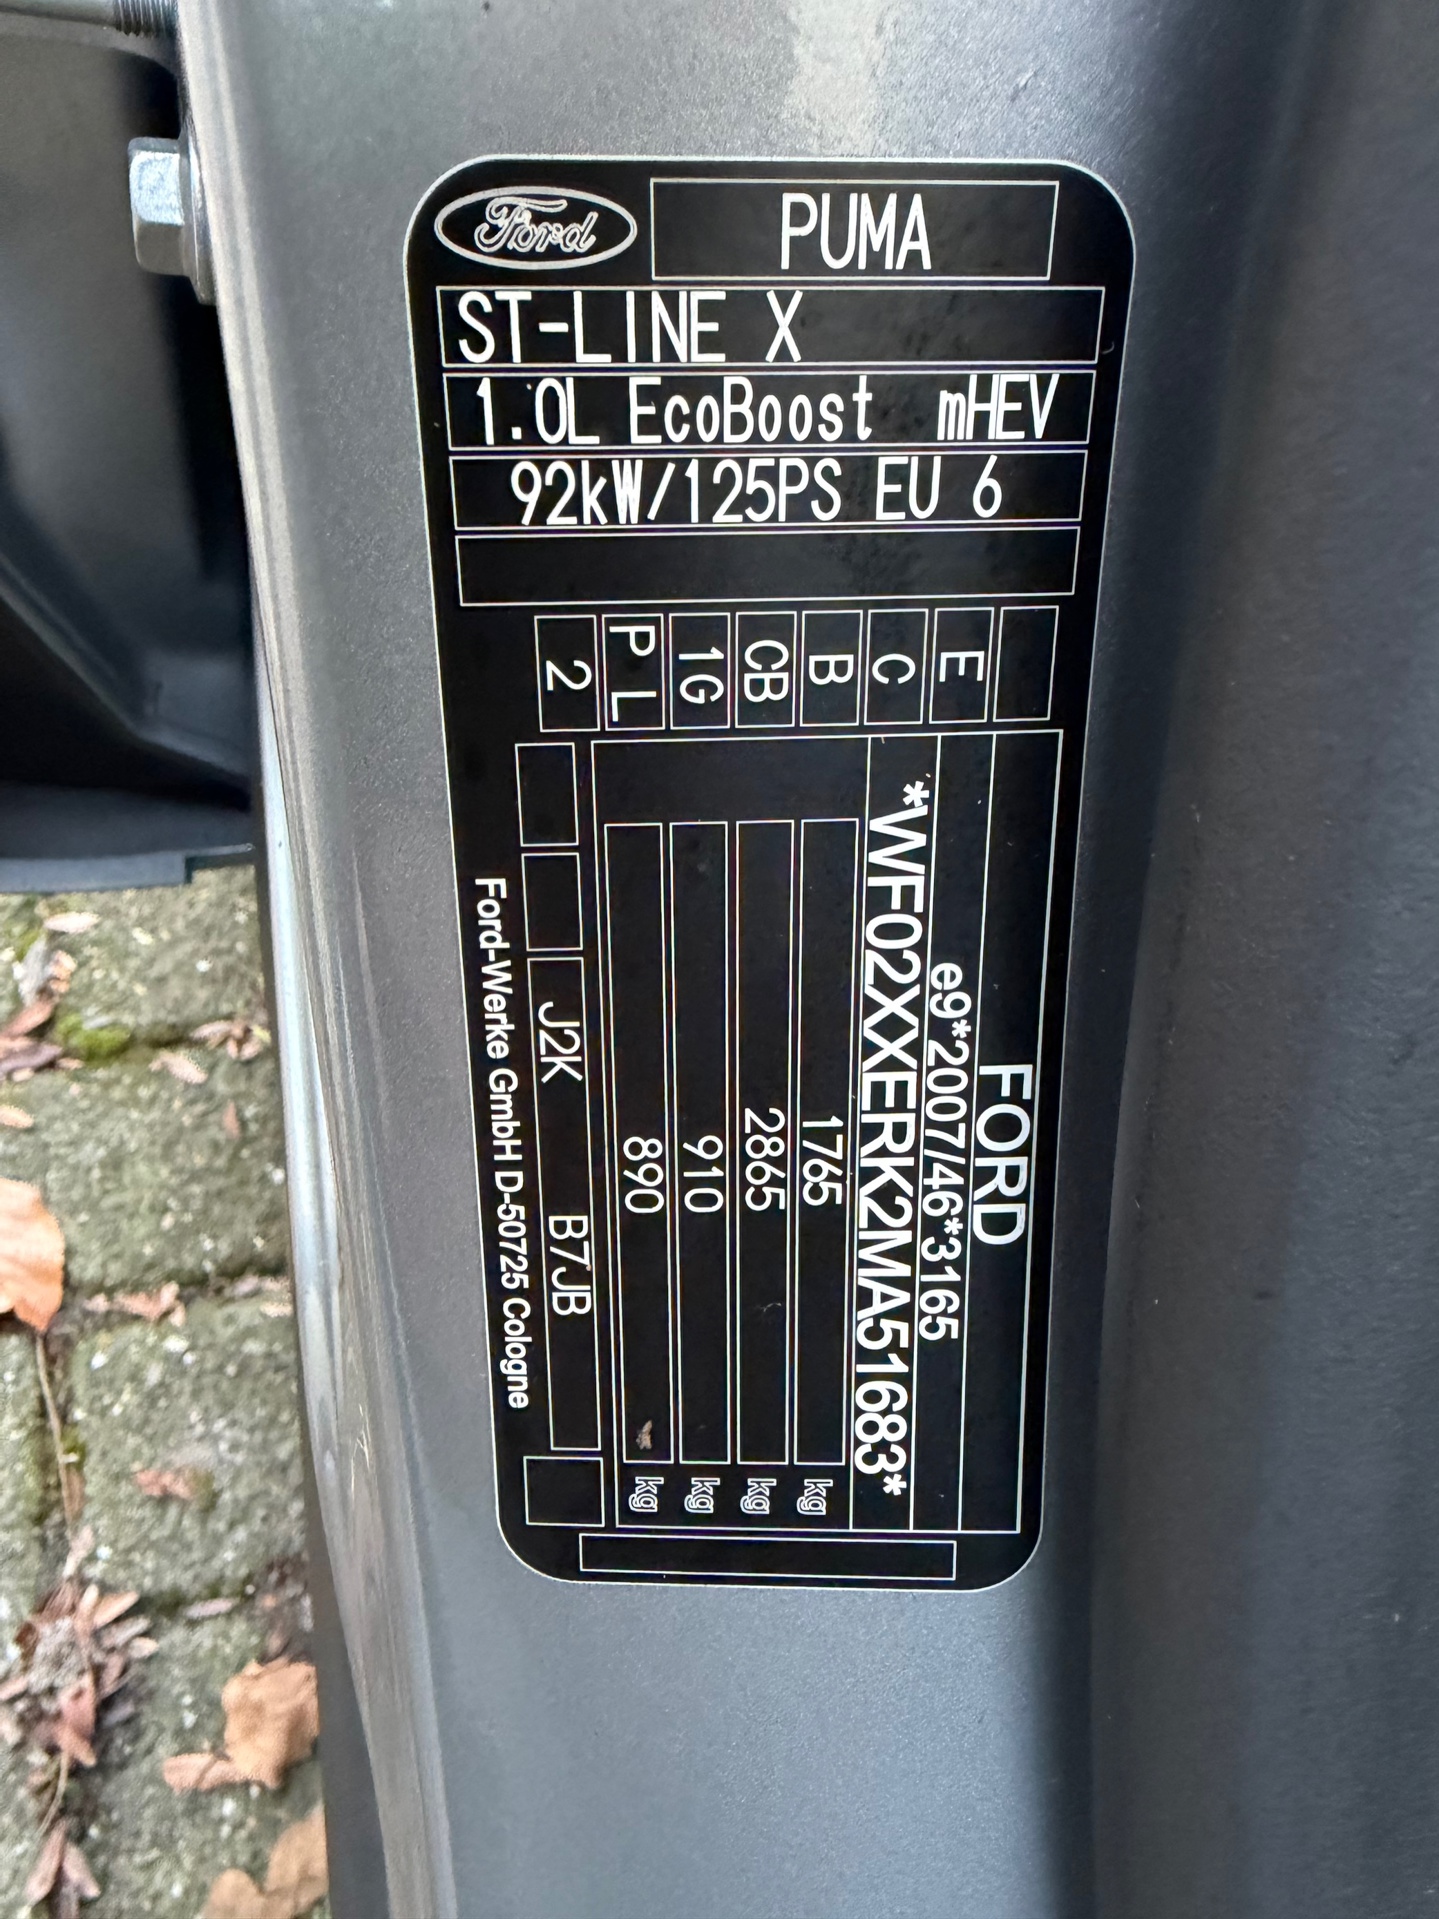 Ford
PUMA
ST-LINE X
1.0L EcoBoost mHEV
92kW/125PS EU 6
FORD
E
e9*2007/46*3165
C
*WF02XXERK2MA51683*
B
1765 kg
CB
2865 kg
1G
910 kg
P L
890 kg
2
J2K B7JB
Ford-Werke GmbH D-50725 Cologne